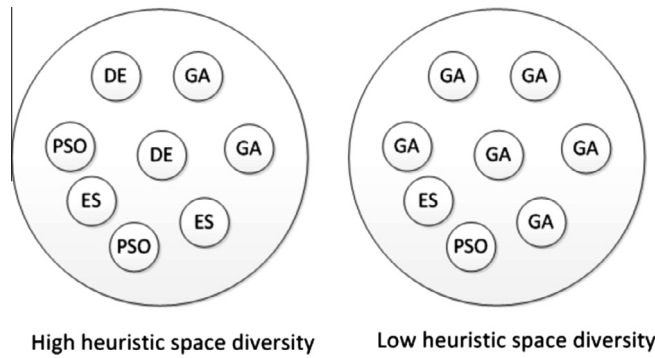 DE GA
PSO DE GA
ES ES
PSO
High heuristic space diversity
GA GA
GA GA GA
ES GA
PSO
Low heuristic space diversity